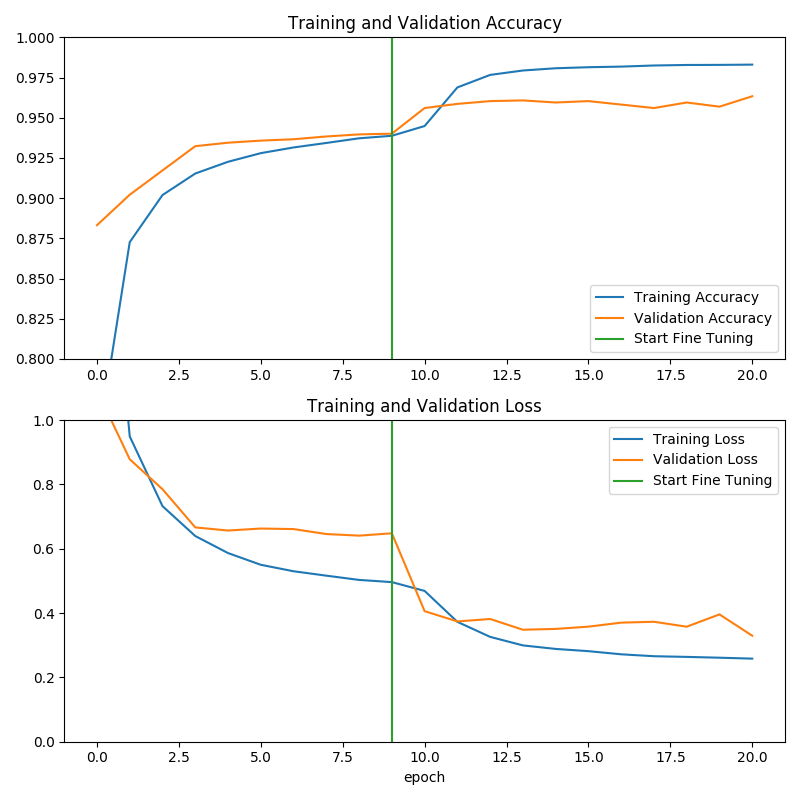 Training and Validation Accuracy
1.000
0.975
0.950
0.925
0.900
0.875
0.850
0.825
0.800
Training Accuracy
Validation Accuracy
Start Fine Tuning
0.0 2.5 5.0 7.5 10.0 12.5 15.0 17.5 20.0
Training and Validation Loss
1.0
0.8
0.6
0.4
0.2
0.0
Training Loss
Validation Loss
Start Fine Tuning
0.0 2.5 5.0 7.5 10.0 12.5 15.0 17.5 20.0
epoch